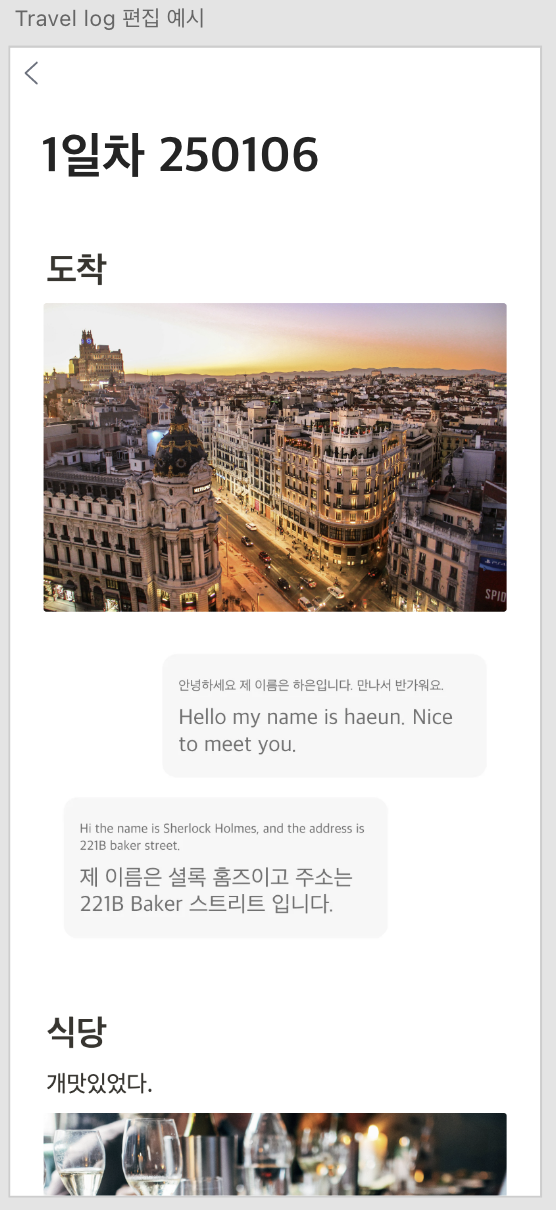 Travel log 편집 예시
1일차 250106
도착
안녕하세요 제 이름은 하은입니다. 만나서 반가워요.
Hello my name is haeun. Nice
to meet you.
Hi the name is Sherlock Holmes, and the address is
221B baker street.
제 이름은 셜록 홈즈이고 주소는
221B Baker 스트리트 입니다.
식당
개맛있었다.